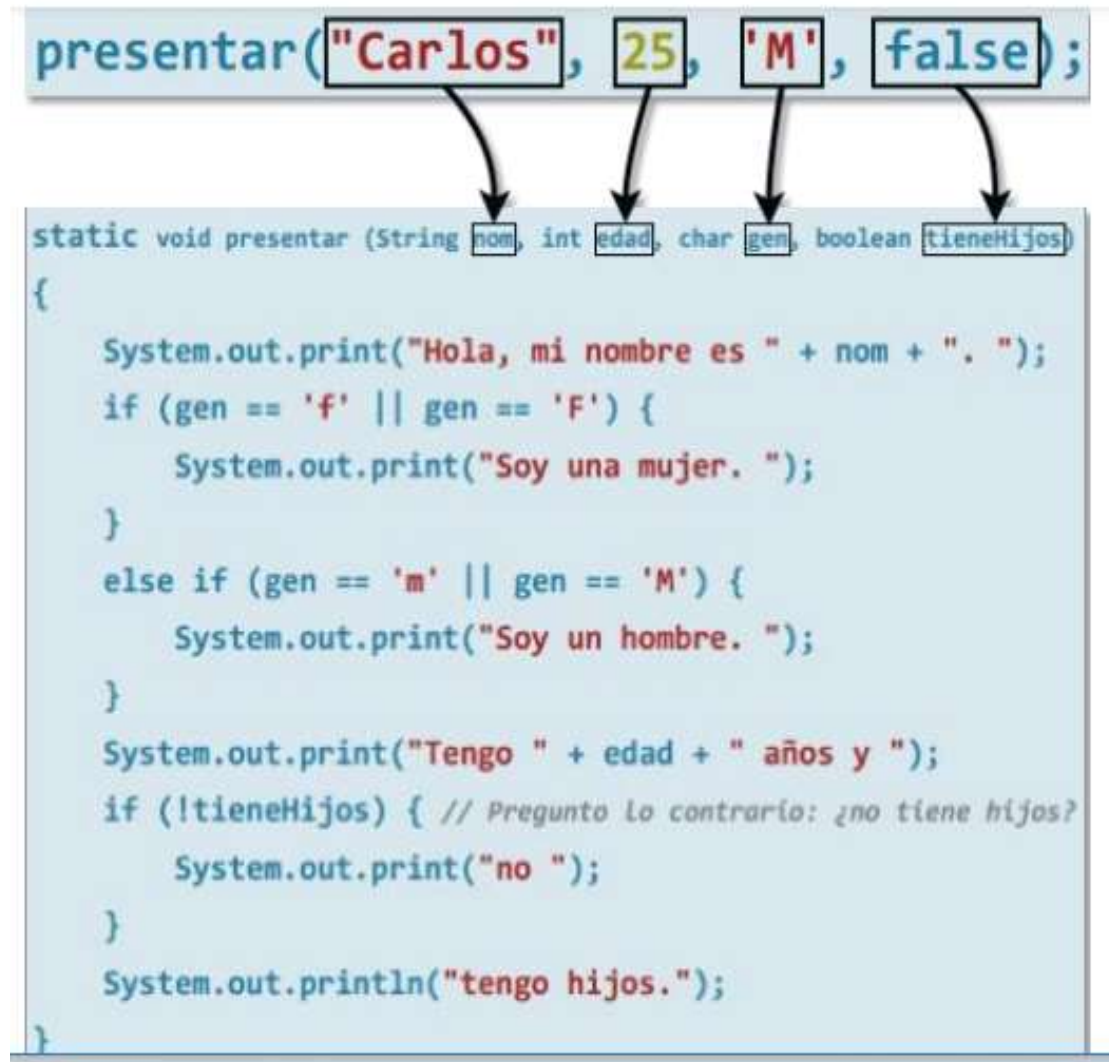 presentar("Carlos", 25, 'M', false);
static void presentar (String nom, int edad, char gen, boolean tieneHijos)
{
System.out.print("Hola, mi nombre es " + nom + ". ");
if (gen == 'f' || gen == 'F') {
System.out.print("Soy una mujer. ");
}
else if (gen == 'm' || gen == 'M') {
System.out.print("Soy un hombre. ");
}
System.out.print("Tengo " + edad + " años y ");
if (!tieneHijos) { // Pregunto lo contrario: ¿no tiene hijos?
System.out.print("no ");
}
System.out.println("tengo hijos.");
}